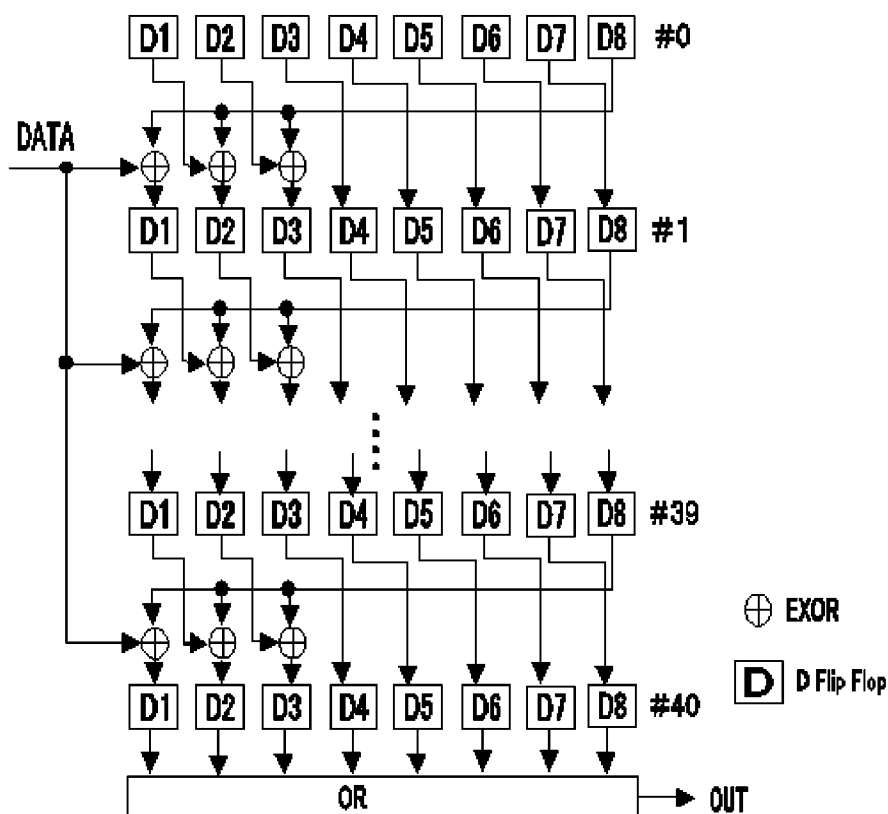 D1 D2 D3 D4 D5 D6 D7 D8 #0
DATA
D1 D2 D3 D4 D5 D6 D7 D8 #1
D1 D2 D3 D4 D5 D6 D7 D8 #39
EXOR
D D Flip Flop
D1 D2 D3 D4 D5 D6 D7 D8 #40
OR OUT